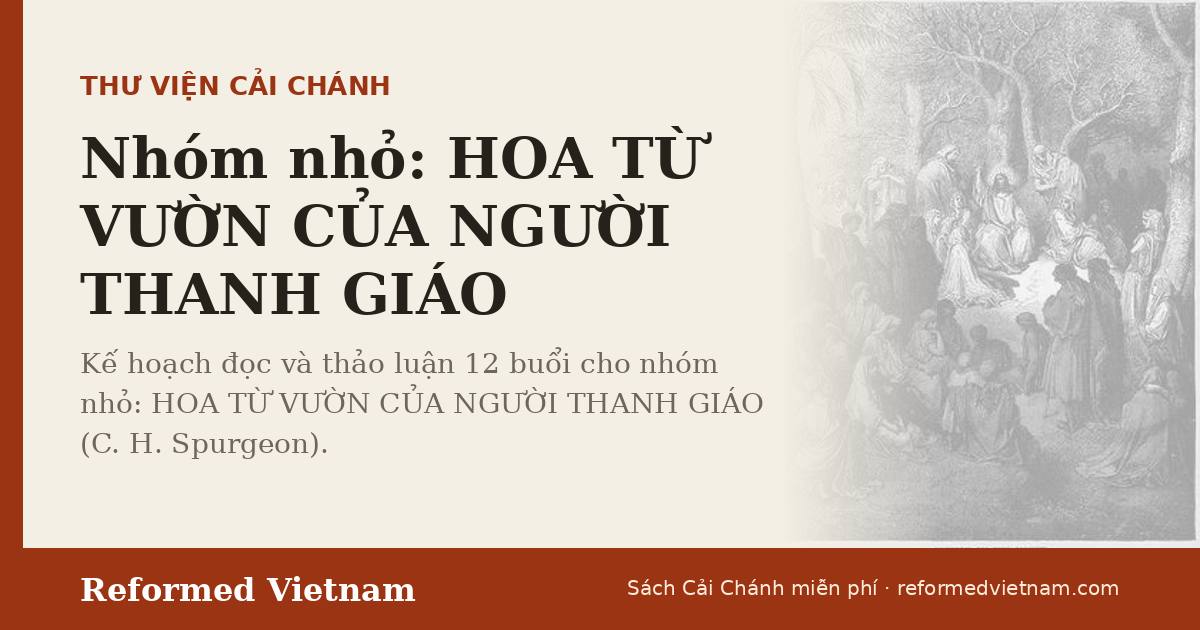 THƯ VIỆN CẢI CHÁNH
Nhóm nhỏ: HOA TỪ
VƯỜN CỦA NGƯỜI
THANH GIÁO
Kế hoạch đọc và thảo luận 12 buổi cho nhóm
nhỏ: HOA TỪ VƯỜN CỦA NGƯỜI THANH GIÁO
(C. H. Spurgeon).
Reformed Vietnam
Sách Cải Chánh miễn phí · reformedvietnam.com